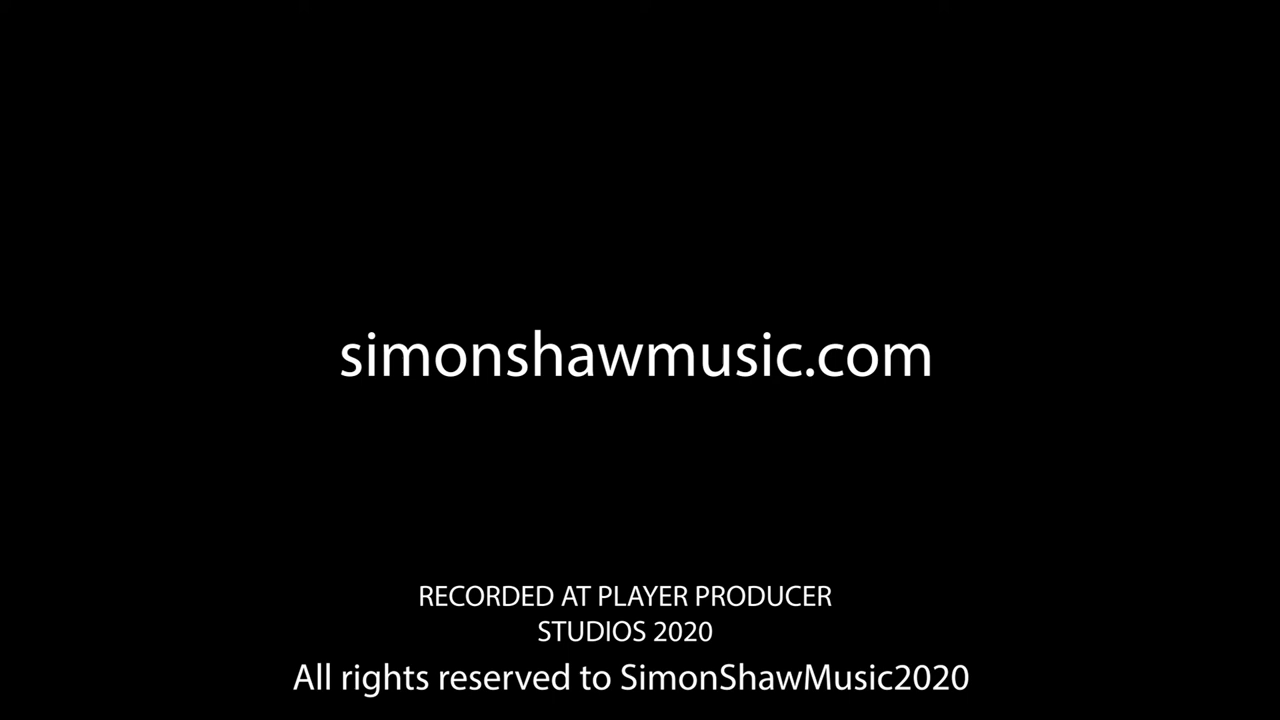 simonshawmusic.com
RECORDED AT PLAYER PRODUCER
STUDIOS 2020
All rights reserved to SimonShawMusic2020